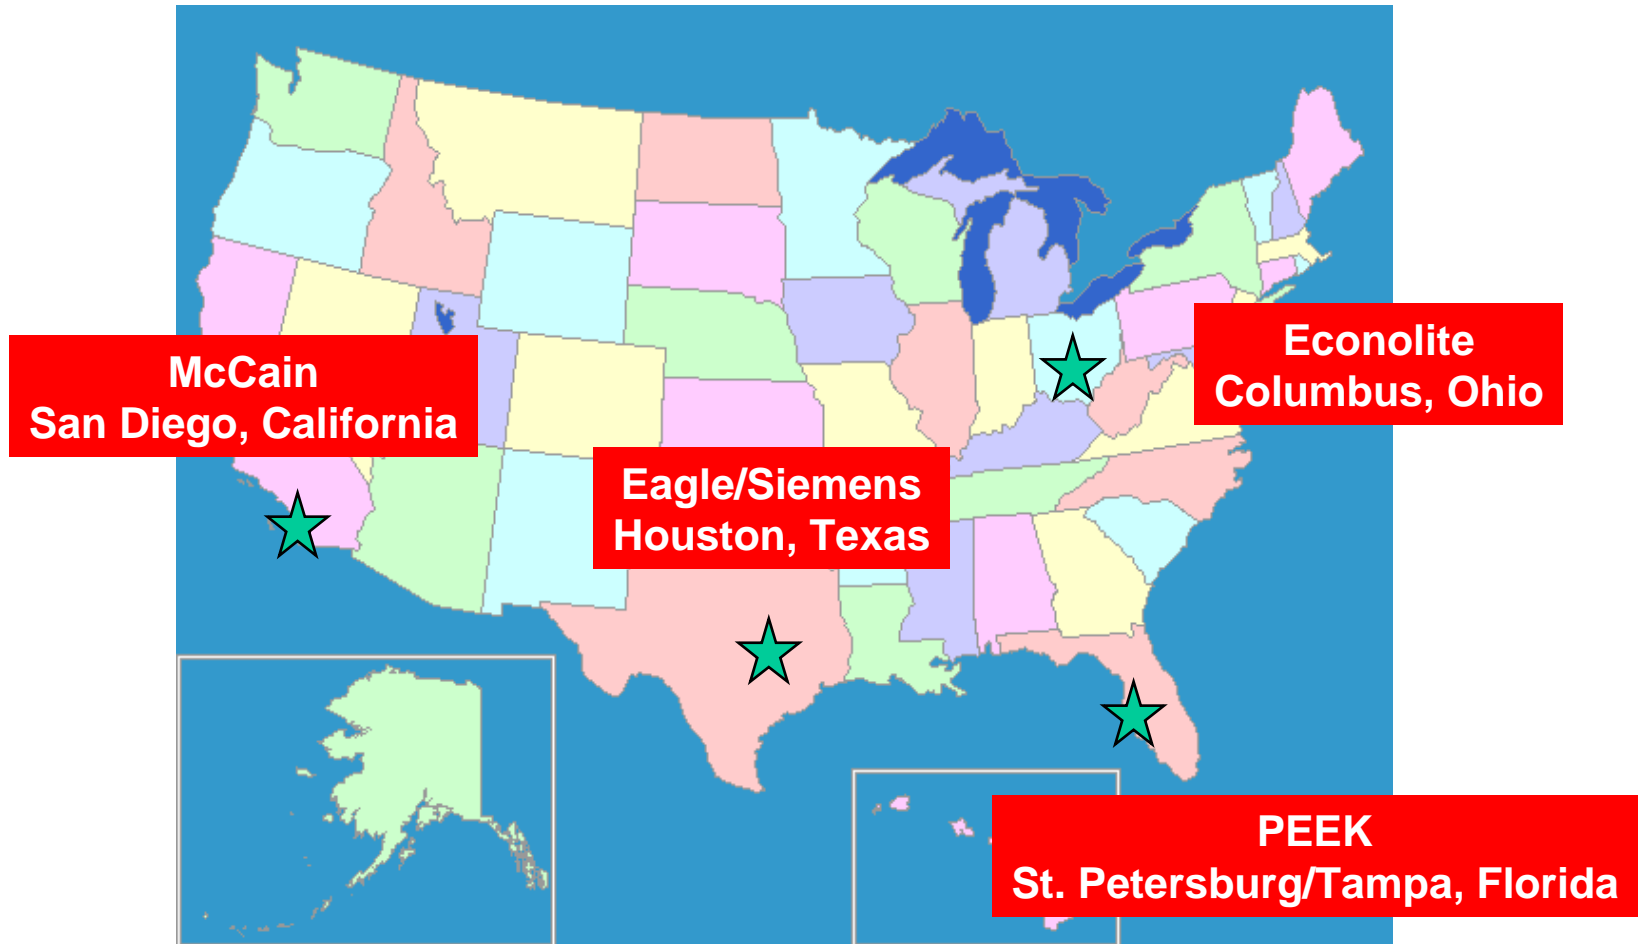 McCain
San Diego, California
Eagle/Siemens
Houston, Texas
Econolite
Columbus, Ohio
PEEK
St. Petersburg/Tampa, Florida